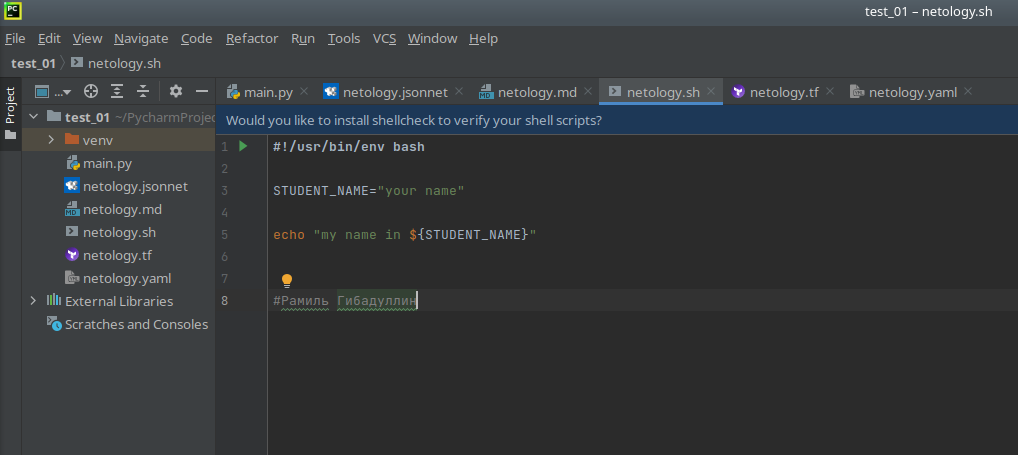 PC
test_01 – netology.sh
File Edit View Navigate Code Refactor Run Tools VCS Window Help
test_01 netology.sh
Project
...
main.py netology.jsonnet netology.md netology.sh netology.tf netology.yaml
test_01 ~/PycharmProjec
venv
main.py
netology.jsonnet
netology.md
netology.sh
netology.tf
netology.yaml
External Libraries
Scratches and Consoles
Would you like to install shellcheck to verify your shell scripts?
1 #!/usr/bin/env bash
2
3 STUDENT_NAME="your name"
4
5 echo "my name in ${STUDENT_NAME}"
6
7
8 #Рамиль Гибадуллин